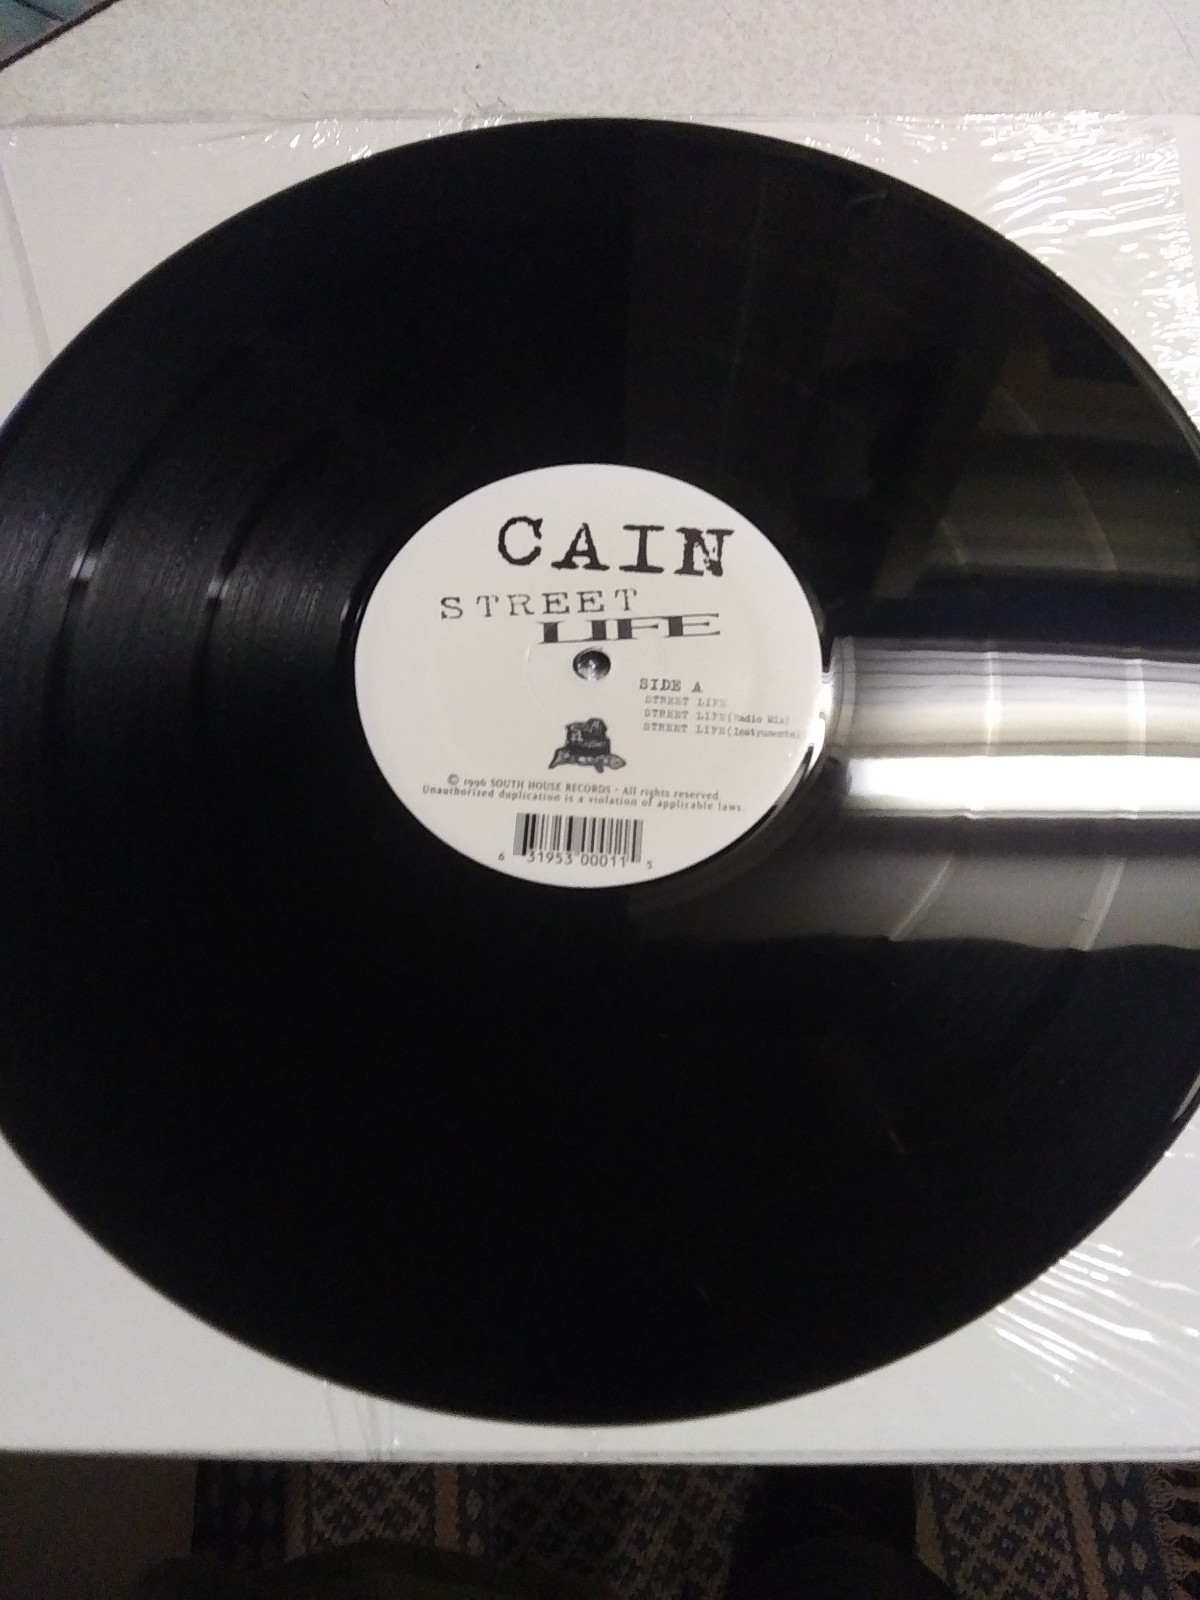 CAIN
STREET
LIFE
SIDE A
STREET LIFE
STREET LIFE(Radio Mix)
STREET LIFE(Instrumental
© 1996 SOUTH HOUSE RECORDS - All rights reserved.
Unauthorized duplication is a violation of applicable laws.
6 31953 00011 5